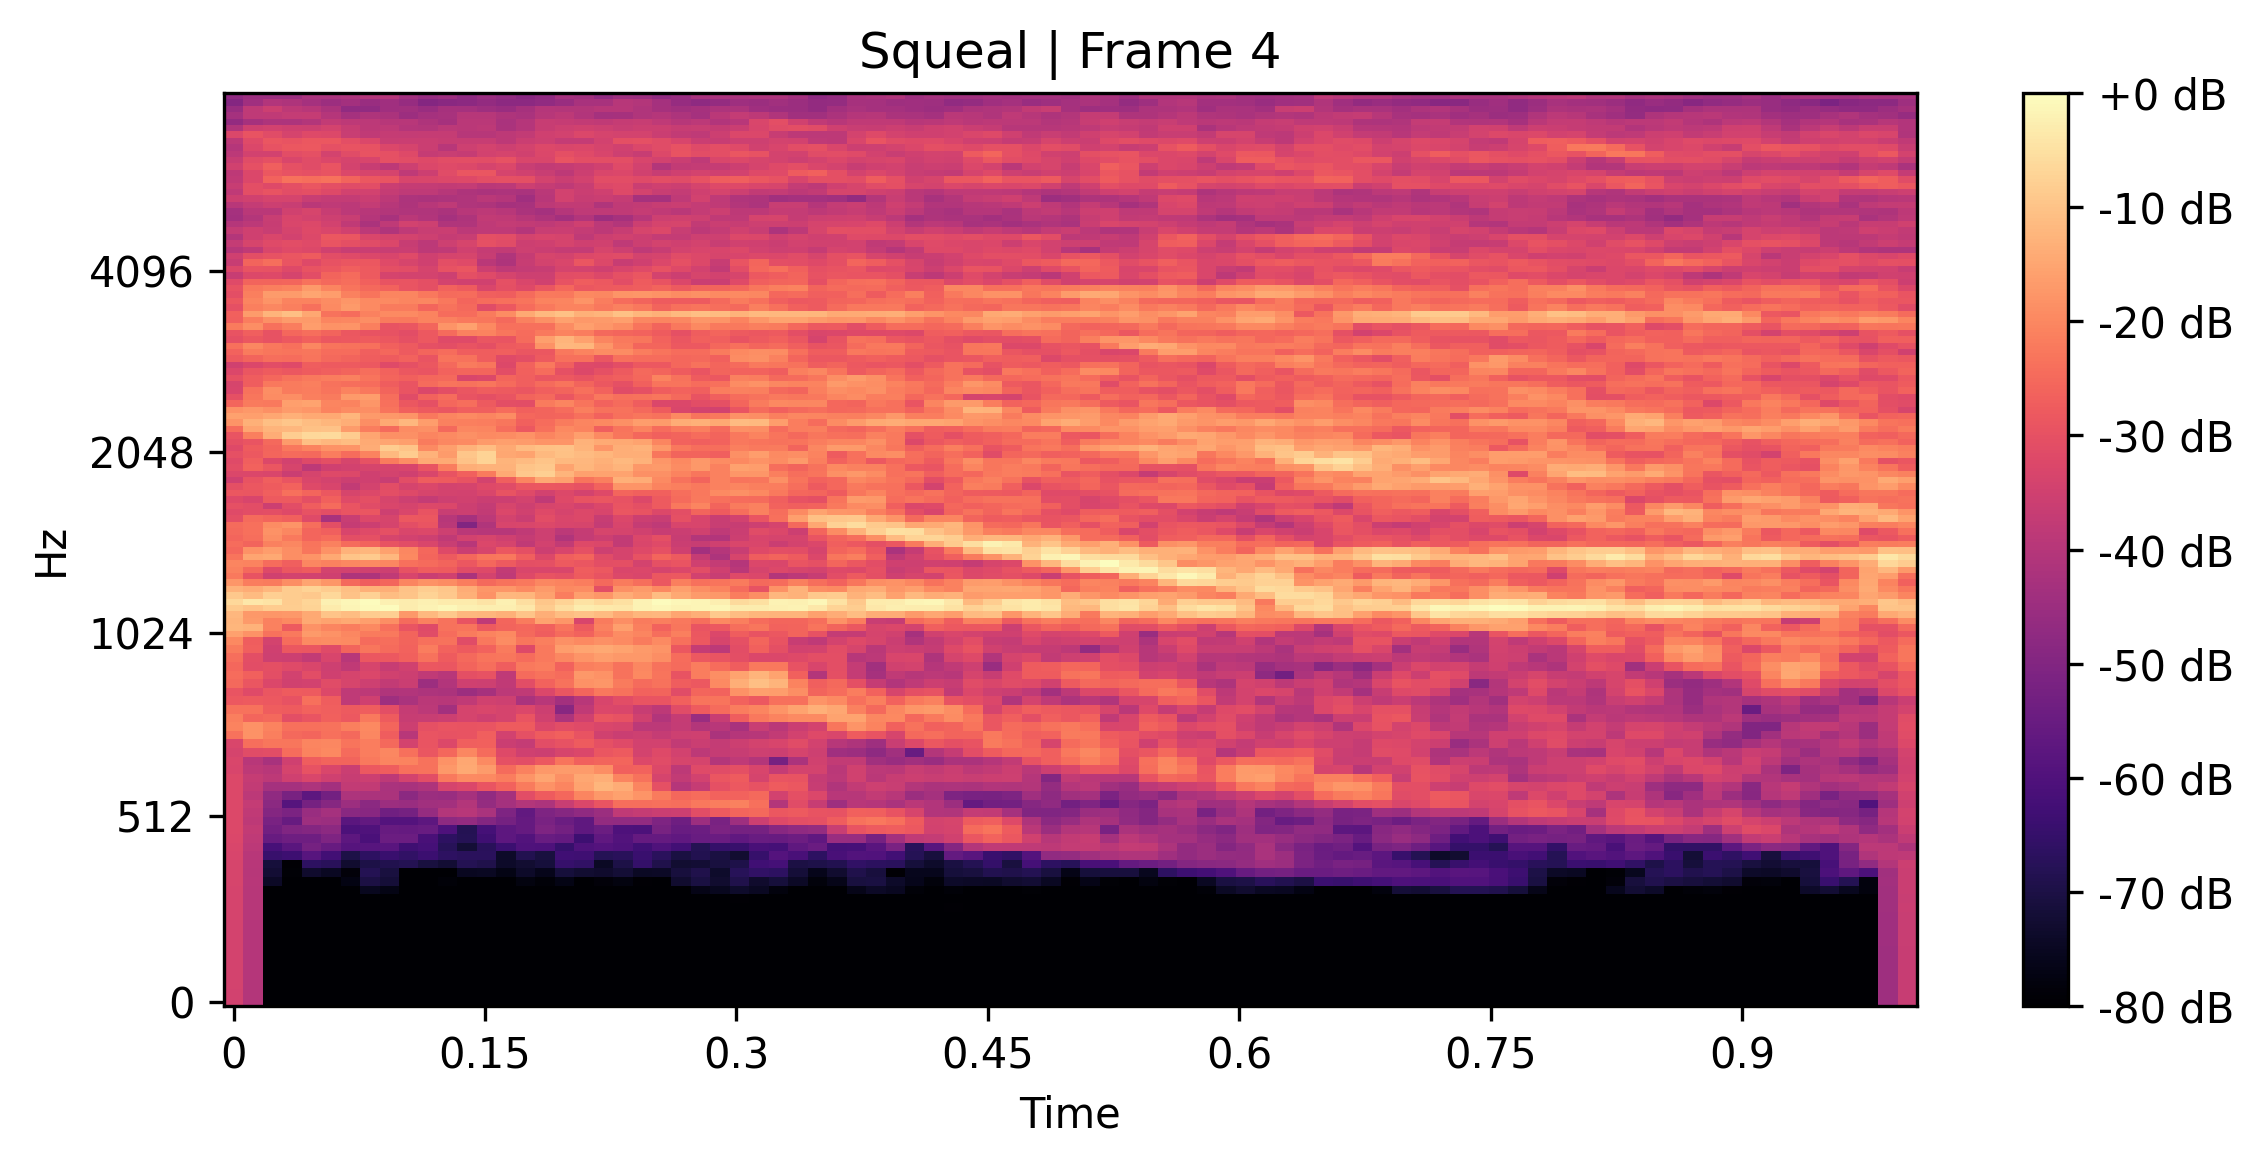 Squeal | Frame 4
+0 dB
-10 dB
-20 dB
-30 dB
-40 dB
-50 dB
-60 dB
-70 dB
-80 dB
Hz
4096
2048
1024
512
0
0 0.15 0.3 0.45 0.6 0.75 0.9
Time